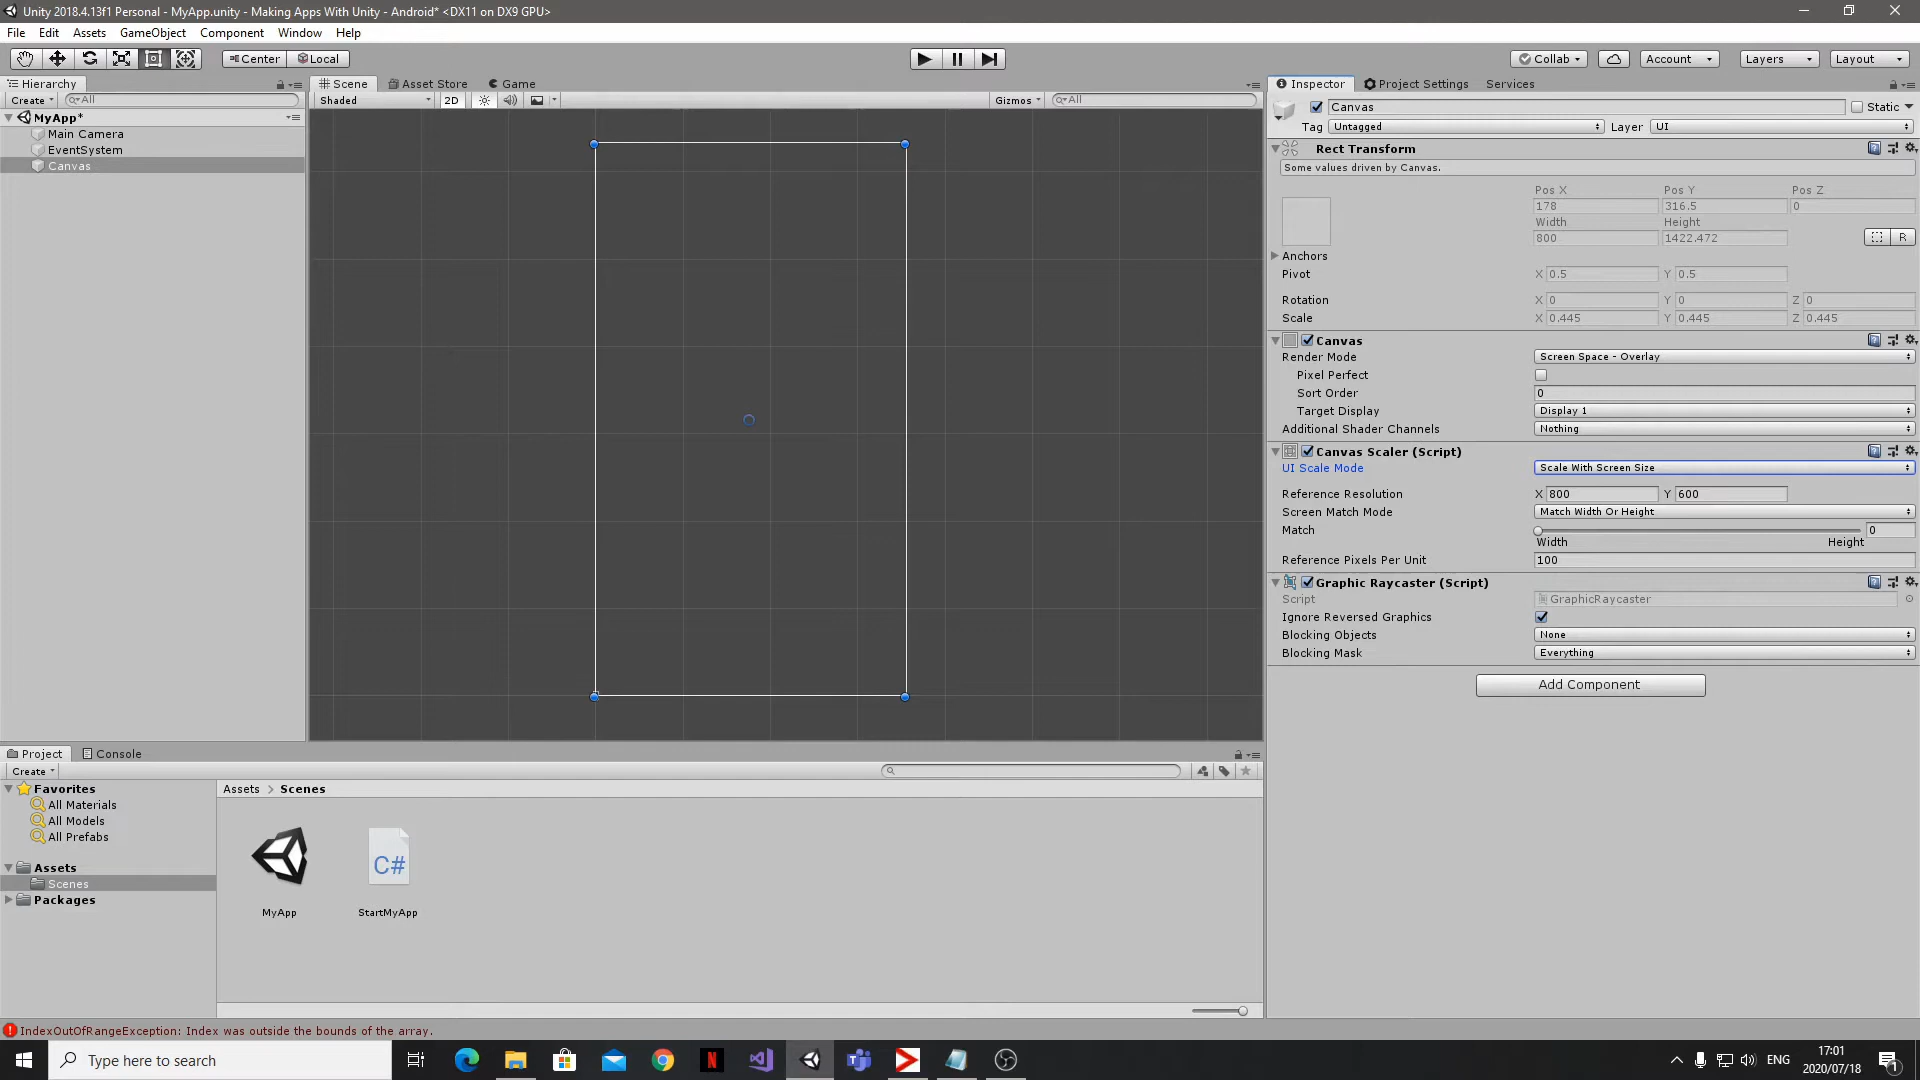 Unity 2018.4.13f1 Personal - MyApp.unity - Making Apps With Unity - Android* <DX11 on DX9 GPU>
File Edit Assets GameObject Component Window Help
Center Local Collab Account Layers Layout
Hierarchy
Create All
MyApp*
Main Camera
EventSystem
Canvas
Scene Asset Store Game
Shaded 2D Gizmos All
Inspector Project Settings Services
Canvas Static
Tag Untagged Layer UI
Rect Transform
Some values driven by Canvas.
Pos X Pos Y Pos Z
178 316.5 0
Width Height
800 1422.472 R
Anchors
Pivot X 0.5 Y 0.5
Rotation X 0 Y 0 Z 0
Scale X 0.445 Y 0.445 Z 0.445
Canvas
Render Mode Screen Space - Overlay
Pixel Perfect
Sort Order 0
Target Display Display 1
Additional Shader Channels Nothing
Canvas Scaler (Script)
UI Scale Mode Scale With Screen Size
Reference Resolution X 800 Y 600
Screen Match Mode Match Width Or Height
Match 0
Width Height
Reference Pixels Per Unit 100
Graphic Raycaster (Script)
Script GraphicRaycaster
Ignore Reversed Graphics
Blocking Objects None
Blocking Mask Everything
Add Component
Project Console
Create
Favorites
All Materials
All Models
All Prefabs
Assets
Scenes
Packages
Assets > Scenes
C#
MyApp StartMyApp
IndexOutOfRangeException: Index was outside the bounds of the array.
Type here to search
ENG
17:01
2020/07/18
1